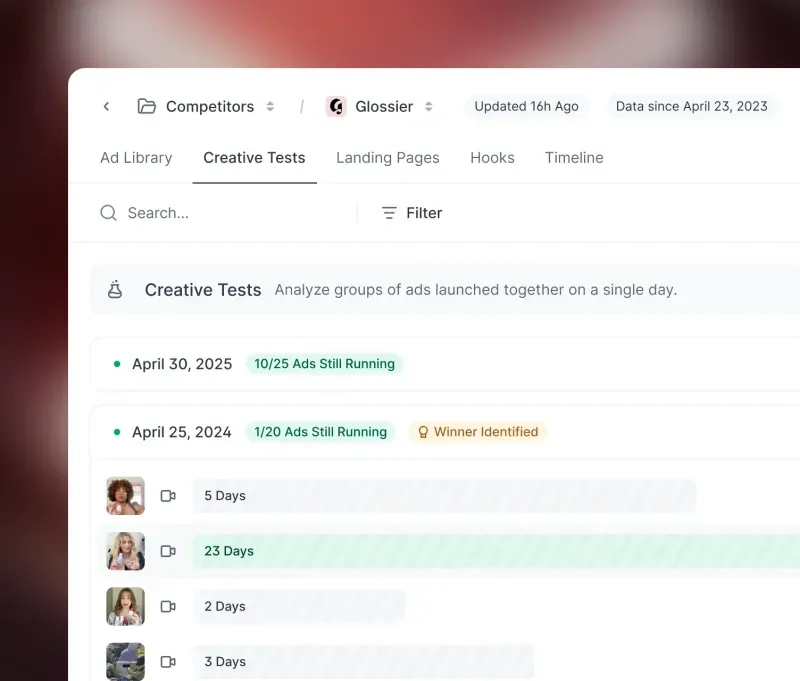 Competitors / Glossier Updated 16h Ago Data since April 23, 2023
Ad Library Creative Tests Landing Pages Hooks Timeline
Search... Filter
Creative Tests Analyze groups of ads launched together on a single day.
April 30, 2025 10/25 Ads Still Running
April 25, 2024 1/20 Ads Still Running Winner Identified
5 Days
23 Days
2 Days
3 Days